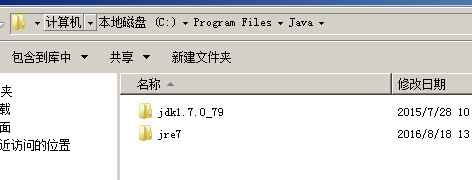 计算机 本地磁盘 (C:) Program Files Java
包含到库中 共享 新建文件夹
名称 修改日期
夹
载 jdk1.7.0_79 2015/7/28 10
面 jre7 2016/8/18 13
近访问的位置